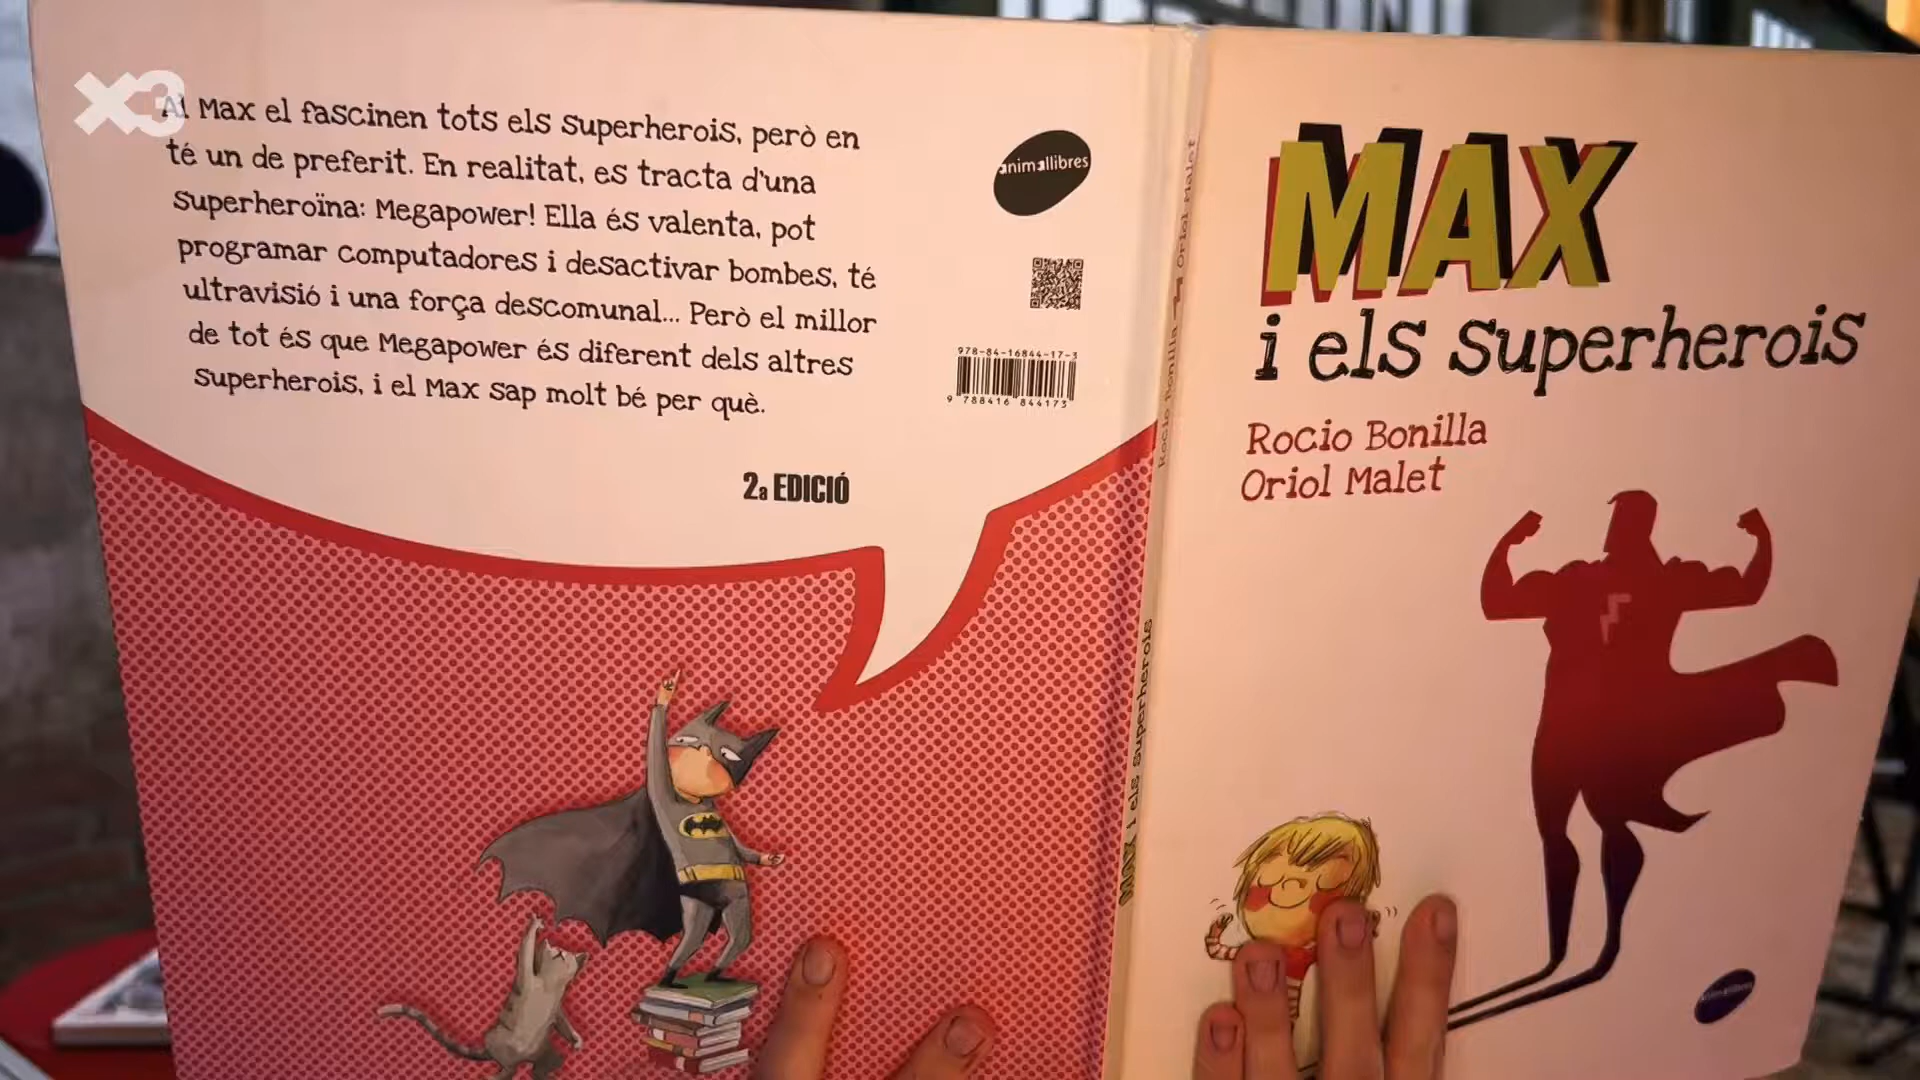 X3
Al Max el fascinen tots els superherois, però en
té un de preferit. En realitat, es tracta d'una
superheroïna: Megapower! Ella és valenta, pot
programar computadores i desactivar bombes, té
ultravisió i una força descomunal... Però el millor
de tot és que Megapower és diferent dels altres
superherois, i el Max sap molt bé per què.
2a EDICIÓ
animallibres
978-84-16844-17-3
9 788416 844173
Rocio Bonilla Oriol Malet
MAX i els superherois
MAX
i els superherois
Rocio Bonilla
Oriol Malet
animallibres